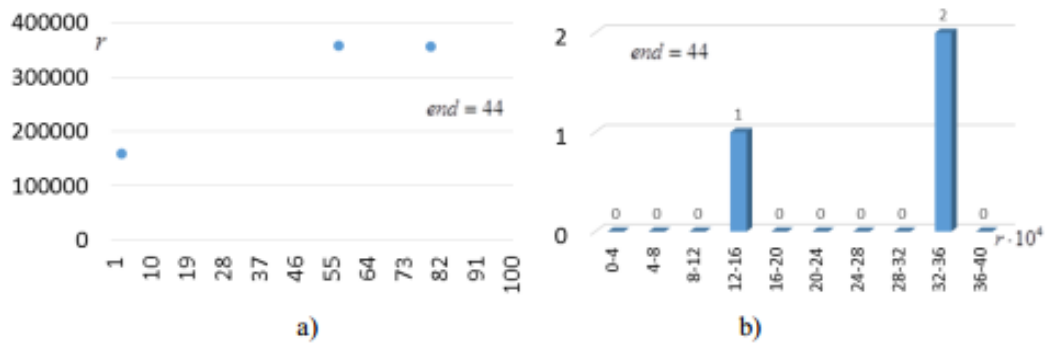 400000
r
300000
200000
100000
0
end = 44
1 10 19 28 37 46 55 64 73 82 91 100
a)
2
1
0
end = 44
0 0 0 1 0 0 0 0 2 0
r · 10⁴
0-4 4-8 8-12 12-16 16-20 20-24 24-28 28-32 32-36 36-40
b)